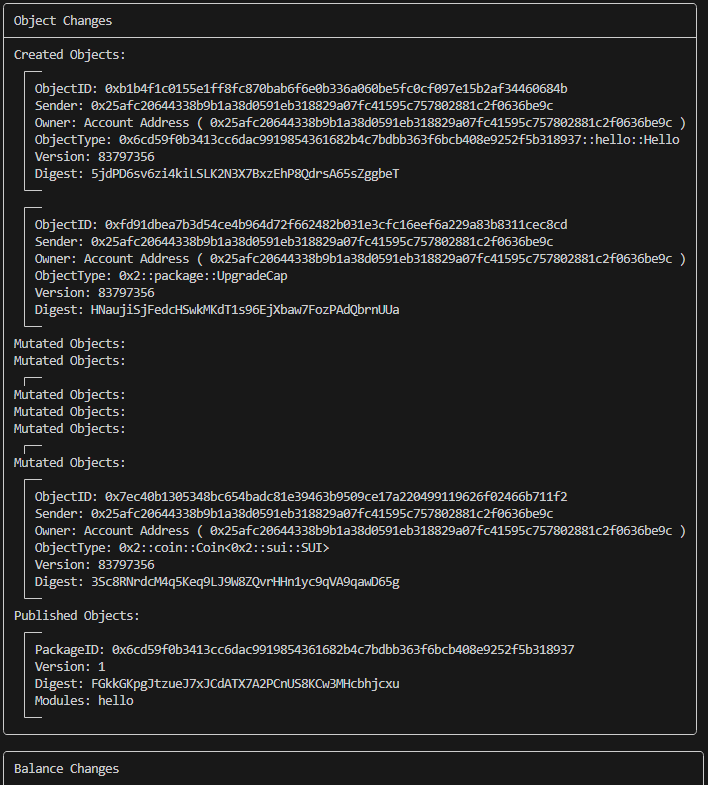 Object Changes
Created Objects:
ObjectID: 0xb1b4f1c0155e1ff8fc870bab6f6e0b336a060be5fc0cf097e15b2af34460684b
Sender: 0x25afc20644338b9b1a38d0591eb318829a07fc41595c757802881c2f0636be9c
Owner: Account Address ( 0x25afc20644338b9b1a38d0591eb318829a07fc41595c757802881c2f0636be9c )
ObjectType: 0x6cd59f0b3413cc6dac9919854361682b4c7bdbb363f6bcb408e9252f5b318937::hello::Hello
Version: 83797356
Digest: 5jdPD6sv6zi4kiLSLK2N3X7BxzEhP8QdrsA65sZggbeT
ObjectID: 0xfd91dbea7b3d54ce4b964d72f662482b031e3cfc16eef6a229a83b8311cec8cd
Sender: 0x25afc20644338b9b1a38d0591eb318829a07fc41595c757802881c2f0636be9c
Owner: Account Address ( 0x25afc20644338b9b1a38d0591eb318829a07fc41595c757802881c2f0636be9c )
ObjectType: 0x2::package::UpgradeCap
Version: 83797356
Digest: HNaujiSjFedcHSwkMKdT1s96EjXbaw7FozPAdQbrnUUa
Mutated Objects:
Mutated Objects:
Mutated Objects:
Mutated Objects:
Mutated Objects:
Mutated Objects:
ObjectID: 0x7ec40b1305348bc654badc81e39463b9509ce17a220499119626f02466b711f2
Sender: 0x25afc20644338b9b1a38d0591eb318829a07fc41595c757802881c2f0636be9c
Owner: Account Address ( 0x25afc20644338b9b1a38d0591eb318829a07fc41595c757802881c2f0636be9c )
ObjectType: 0x2::coin::Coin<0x2::sui::SUI>
Version: 83797356
Digest: 3Sc8RNrdcM4q5Keq9LJ9W8ZQvrHHn1yc9qVA9qawD65g
Published Objects:
PackageID: 0x6cd59f0b3413cc6dac9919854361682b4c7bdbb363f6bcb408e9252f5b318937
Version: 1
Digest: FGkkGKpgJtzueJ7xJCdATX7A2PCnUS8KCw3MHcbhjcxu
Modules: hello
Balance Changes